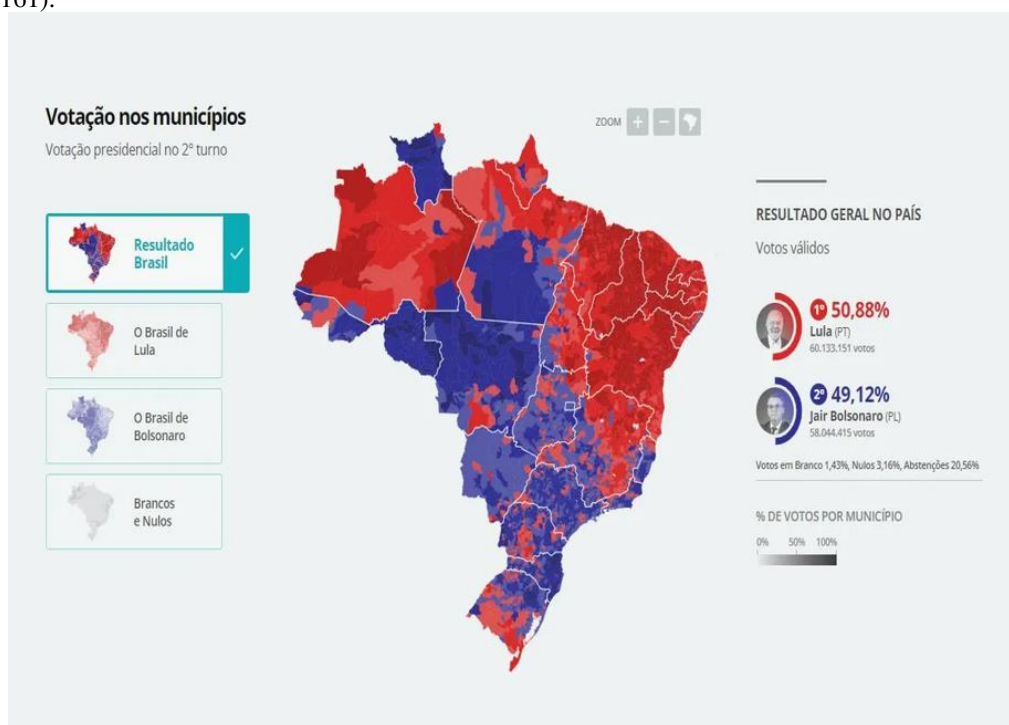 161).
Votação nos municípios
Votação presidencial no 2º turno
Resultado
Brasil
O Brasil de
Lula
O Brasil de
Bolsonaro
Brancos
e Nulos
ZOOM + −
RESULTADO GERAL NO PAÍS
Votos válidos
1º 50,88%
Lula (PT)
60.133.151 votos
2º 49,12%
Jair Bolsonaro (PL)
58.044.415 votos
Votos em Branco 1,43%, Nulos 3,16%, Abstenções 20,56%
% DE VOTOS POR MUNICÍPIO
0% 50% 100%